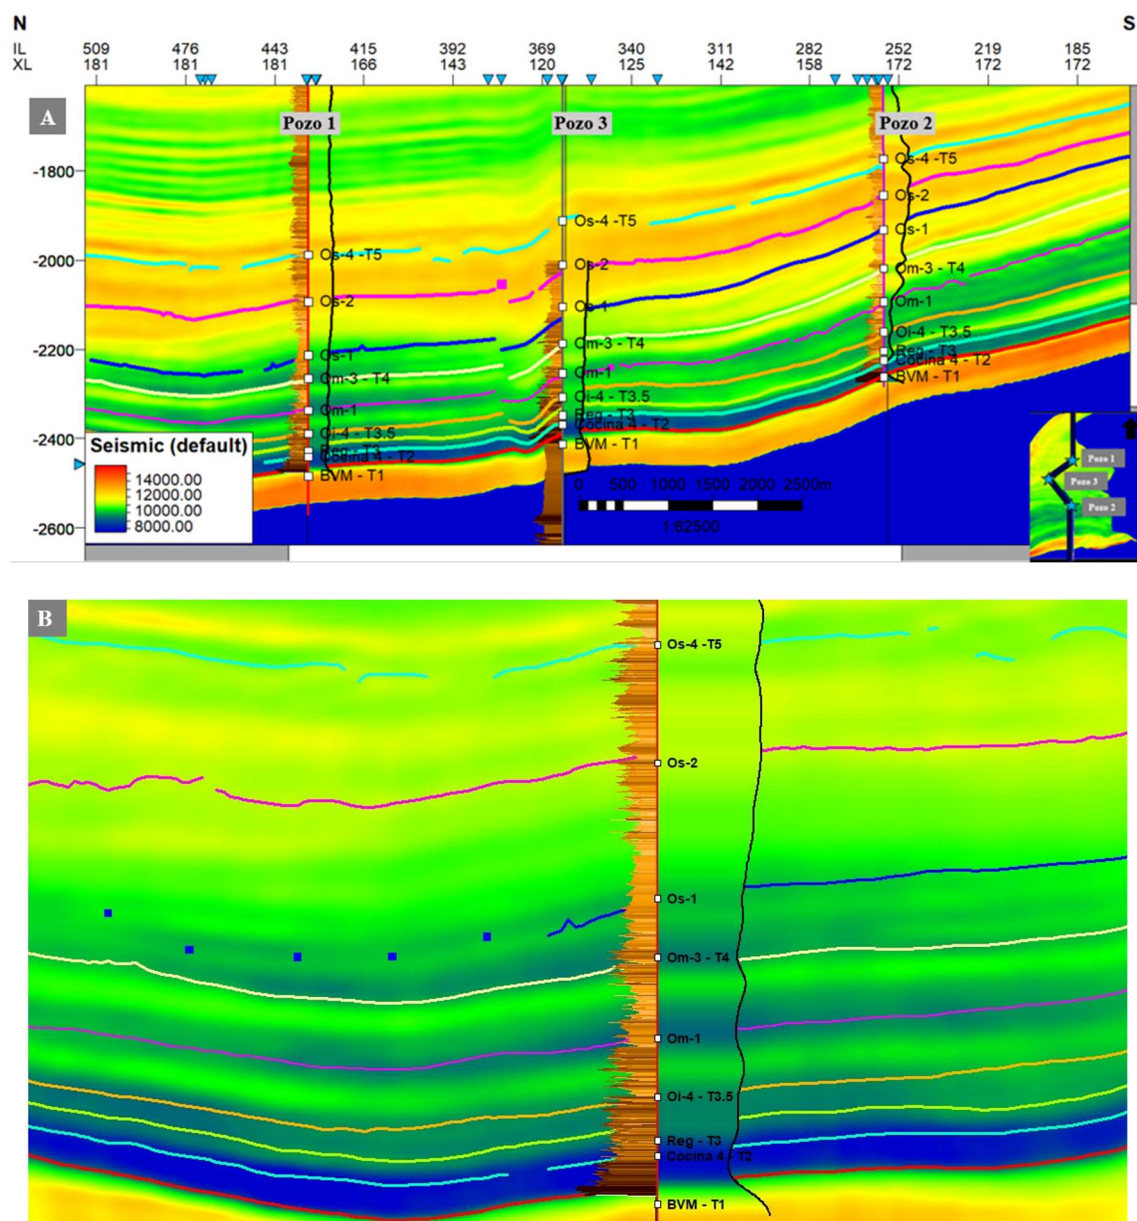 N S
IL 509 476 443 415 392 369 340 311 282 252 219 185
XL 181 181 181 166 143 120 125 142 158 172 172 172
A
Pozo 1
Pozo 3
Pozo 2
-1800
-2000
-2200
-2400
-2600
Os-4 -T5
Os-2
Os-1
Om-3 - T4
Om-1
Oi-4 - T3.5
Reg - T3
Cocina 4 - T2
BVM - T1
Os-4 -T5
Os-2
Os-1
Om-3 - T4
Om-1
Oi-4 - T3.5
Reg - T3
Cocina 4 - T2
BVM - T1
Os-4 -T5
Os-2
Os-1
Om-3 - T4
Om-1
Oi-4 - T3.5
Reg - T3
Cocina 4 - T2
BVM - T1
Seismic (default)
14000.00
12000.00
10000.00
8000.00
0 500 1000 1500 2000 2500m
1:62500
Pozo 1
Pozo 3
Pozo 2
B
Os-4 -T5
Os-2
Os-1
Om-3 - T4
Om-1
Oi-4 - T3.5
Reg - T3
Cocina 4 - T2
BVM - T1